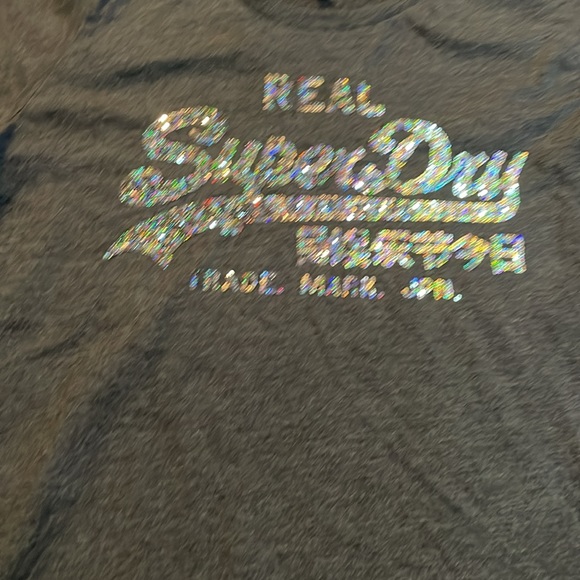 REAL
SuperDry
TRADE. MARK. JPN.